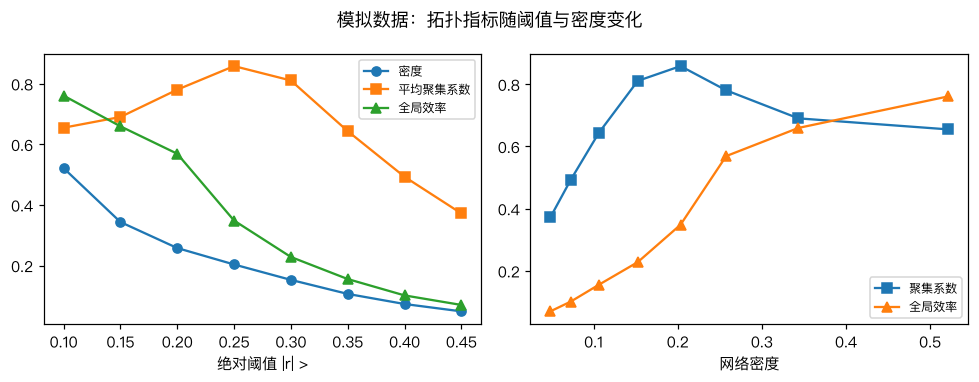 模拟数据：拓扑指标随阈值与密度变化
0.8
0.6
0.4
0.2
密度
平均聚集系数
全局效率
0.10 0.15 0.20 0.25 0.30 0.35 0.40 0.45
绝对阈值 |r| >
0.8
0.6
0.4
0.2
聚集系数
全局效率
0.1 0.2 0.3 0.4 0.5
网络密度